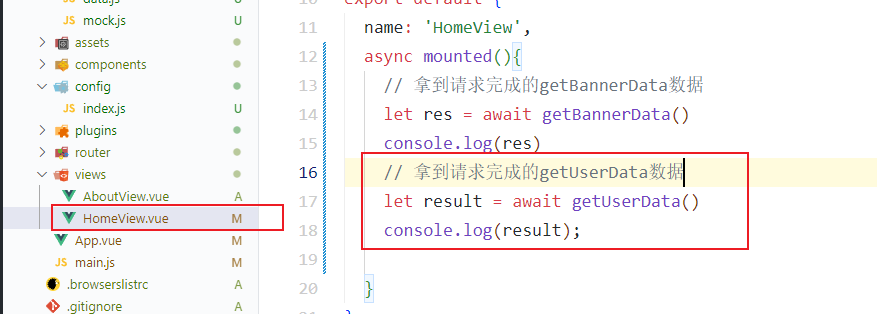 data.js U
mock.js U
assets
components
config
index.js U
plugins
router
views
AboutView.vue A
HomeView.vue M
App.vue M
main.js M
.browserslistrc A
.gitignore A
11 name: 'HomeView',
12 async mounted(){
13 // 拿到请求完成的getBannerData数据
14 let res = await getBannerData()
15 console.log(res)
16 // 拿到请求完成的getUserData数据
17 let result = await getUserData()
18 console.log(result);
19
20 }